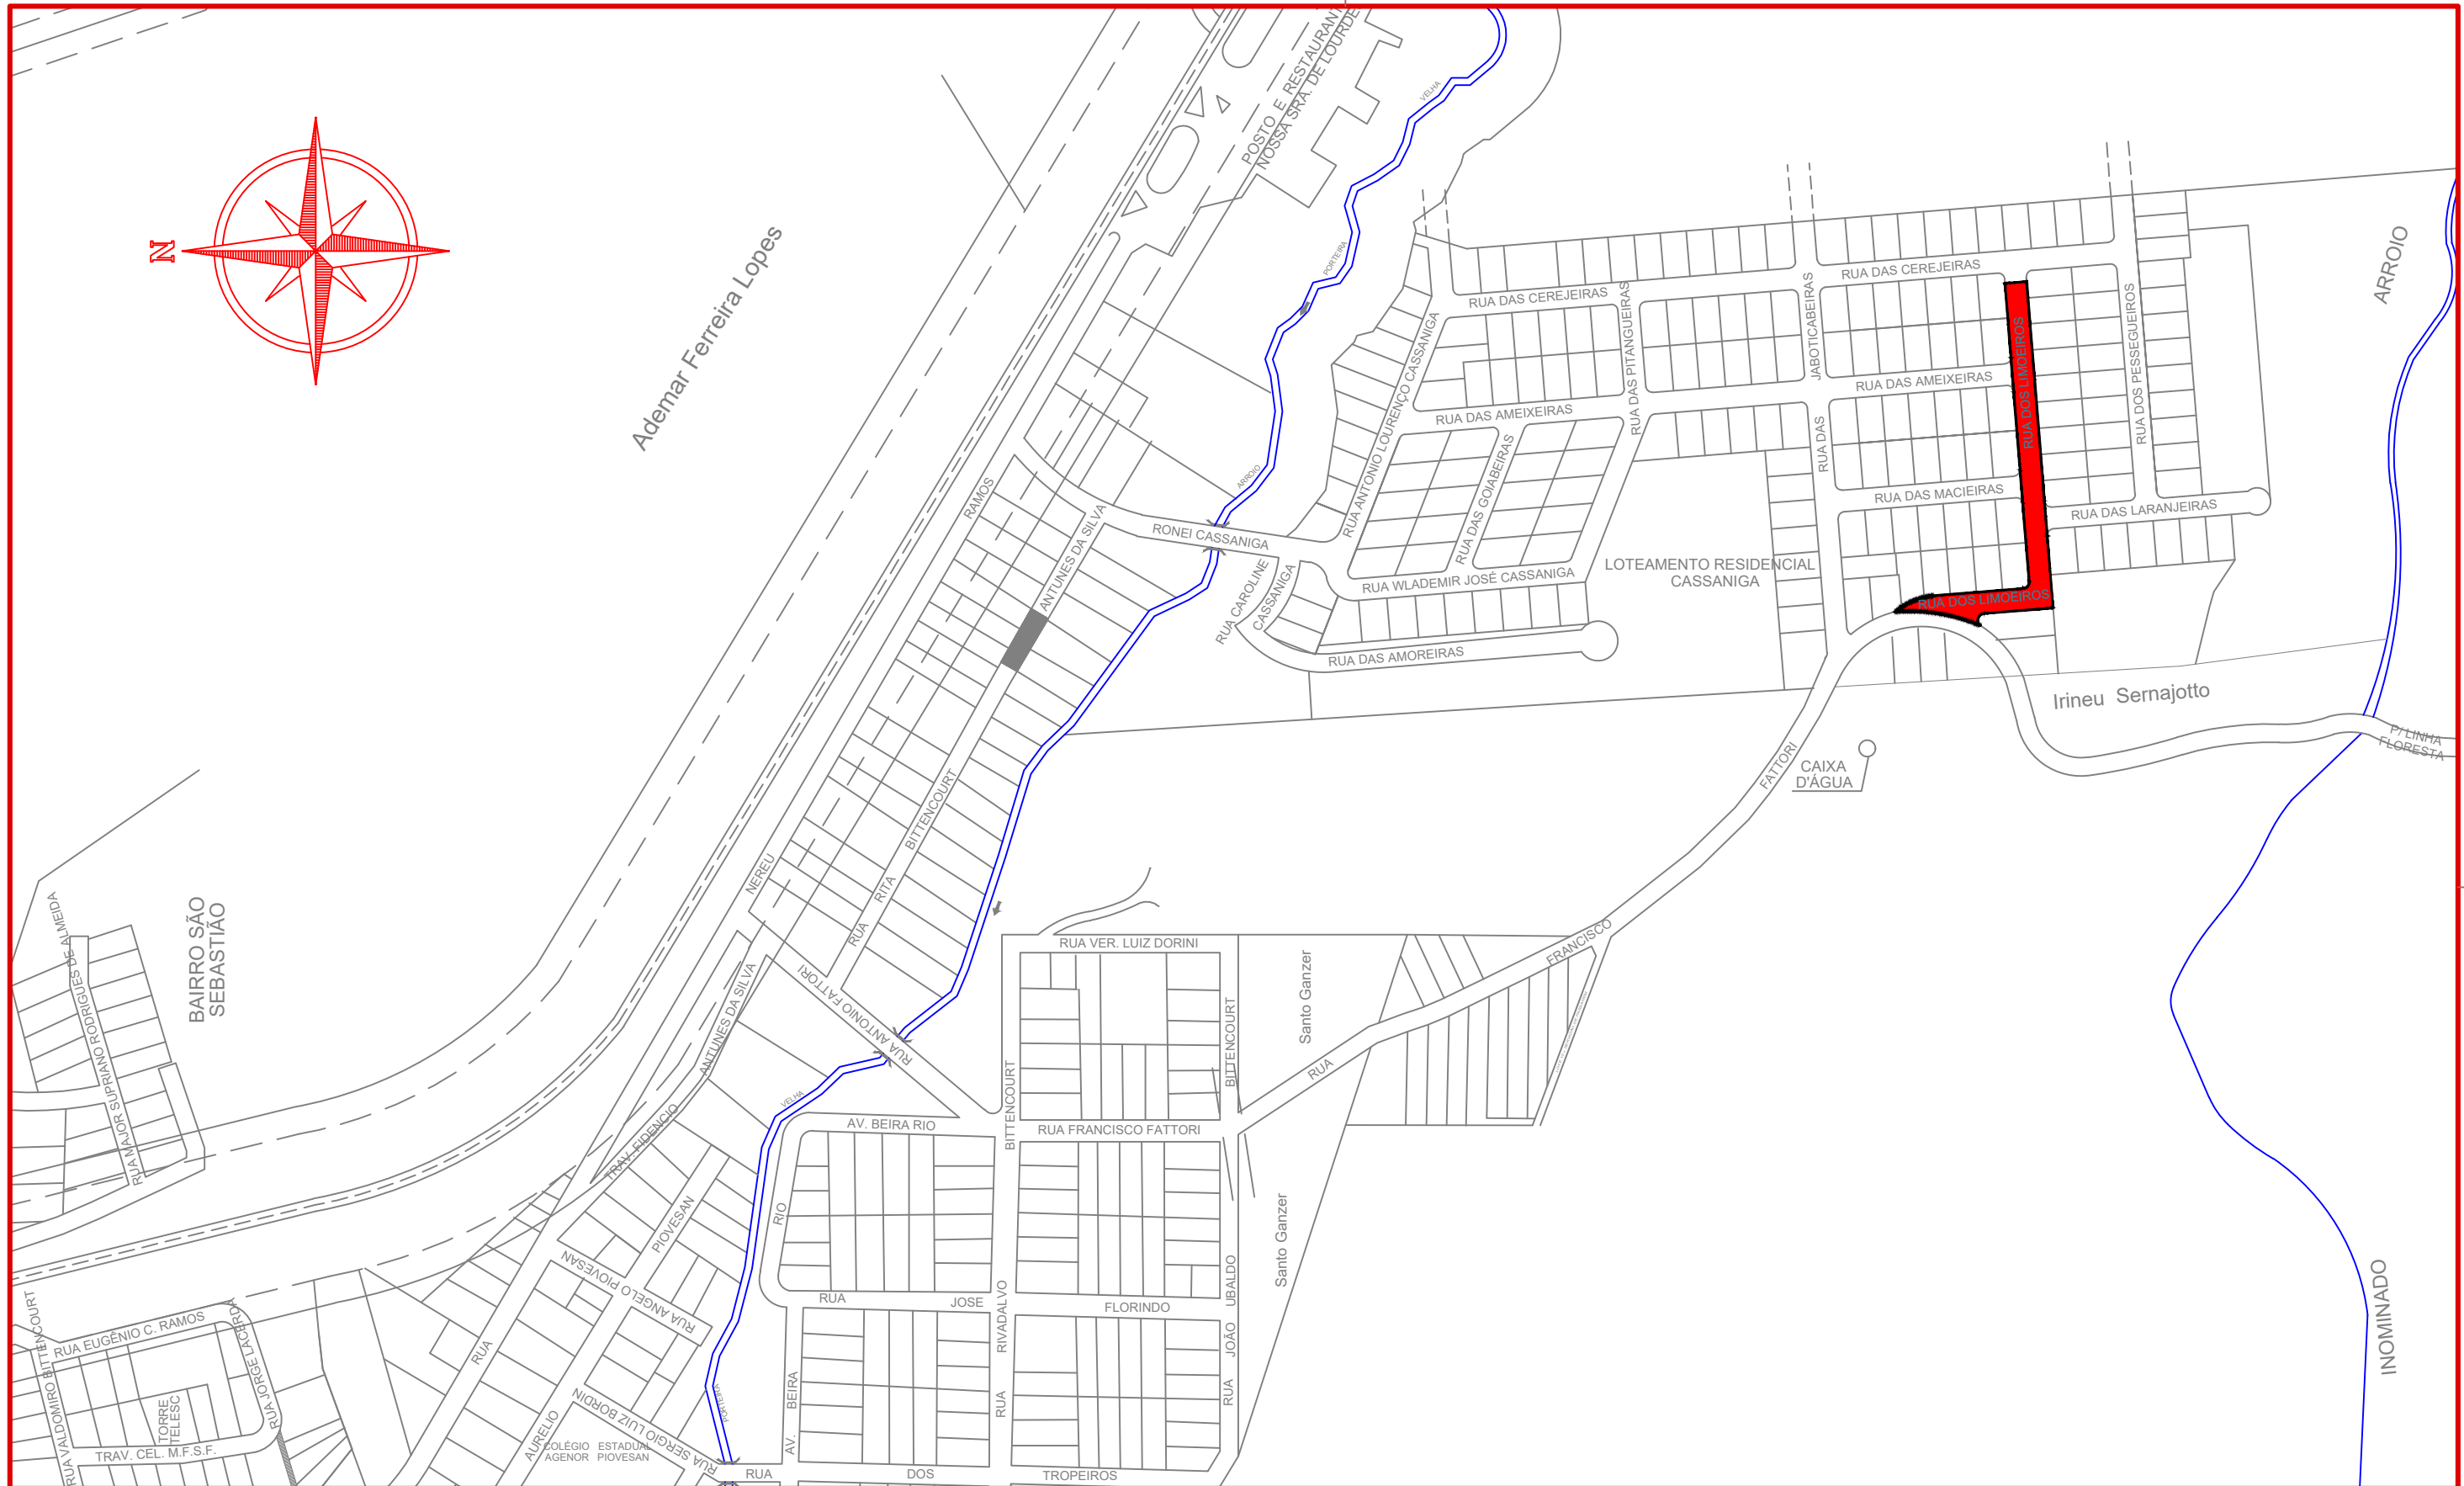 POSTO E RESTAURANT
NOSSA SRA. DE LOURDE
VELHA
N
Ademar Ferreira Lopes
PORTEIRA
ARROIO
ARROIO
RUA DAS CEREJEIRAS
RUA DAS CEREJEIRAS
RUA DAS PITANGUEIRAS
JABOTICABEIRAS
RUA DAS
RUA DOS LIMOEIROS
RUA DOS PESSEGUEIROS
RUA ANTONIO LOURENÇO CASSANIGA
RUA DAS AMEIXEIRAS
RUA DAS AMEIXEIRAS
RUA DAS GOIABEIRAS
RUA DAS MACIEIRAS
RUA DAS LARANJEIRAS
RAMOS
ANTUNES DA SILVA
RONEI CASSANIGA
RUA CAROLINE
CASSANIGA
RUA WLADEMIR JOSÉ CASSANIGA
LOTEAMENTO RESIDENCIAL
CASSANIGA
RUA DOS LIMOEIROS
RUA DAS AMOREIRAS
Irineu Sernajotto
P/ LINHA
FLORESTA
CAIXA
D'ÁGUA
FATTORI
BITTENCOURT
RITA
RUA
NEREU
RUA MAJOR SUPRIANO RODRIGUES DE ALMEIDA
BAIRRO SÃO
SEBASTIÃO
ANTUNES DA SILVA
RUA ANTONIO FATTORI
RUA VER. LUIZ DORINI
Santo Ganzer
FRANCISCO
RUA
BITTENCOURT
BITTENCOURT
VELHA
AV. BEIRA RIO
RUA FRANCISCO FATTORI
TRAV. FIDENCIO
RIO
PIOVESAN
RUA ANGELO PIOVESAN
Santo Ganzer
UBALDO
JOÃO
RUA
RUA
JOSE
FLORINDO
RIVADALVO
RUA
INOMINADO
RUA EUGÊNIO C. RAMOS
RUA JORGE LACERDA
RUA VALDOMIRO BITTENCOURT
TORRE
TELESC
TRAV. CEL. M.F.S.F.
RUA
AURELIO
RUA SERGIO LUIZ BORDIN
COLÉGIO ESTADUAL
AGENOR PIOVESAN
PORTEIRA
BEIRA
AV.
RUA
DOS
TROPEIROS